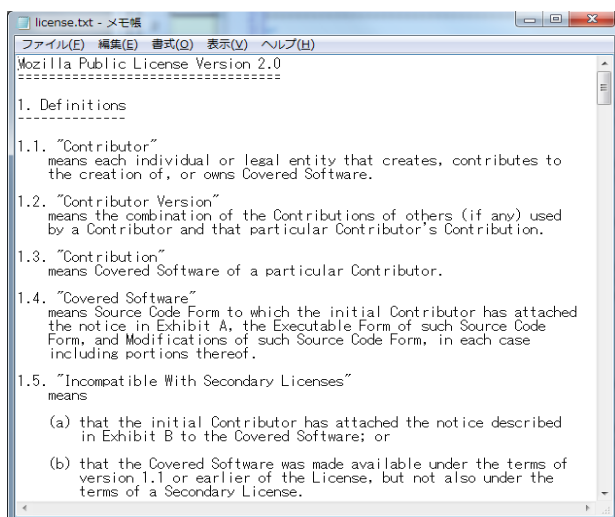 license.txt - メモ帳
ファイル(F) 編集(E) 書式(O) 表示(V) ヘルプ(H)
Mozilla Public License Version 2.0
==================================
1. Definitions
--------------
1.1. "Contributor"
means each individual or legal entity that creates, contributes to
the creation of, or owns Covered Software.
1.2. "Contributor Version"
means the combination of the Contributions of others (if any) used
by a Contributor and that particular Contributor's Contribution.
1.3. "Contribution"
means Covered Software of a particular Contributor.
1.4. "Covered Software"
means Source Code Form to which the initial Contributor has attached
the notice in Exhibit A, the Executable Form of such Source Code
Form, and Modifications of such Source Code Form, in each case
including portions thereof.
1.5. "Incompatible With Secondary Licenses"
means
(a) that the initial Contributor has attached the notice described
in Exhibit B to the Covered Software; or
(b) that the Covered Software was made available under the terms of
version 1.1 or earlier of the License, but not also under the
terms of a Secondary License.